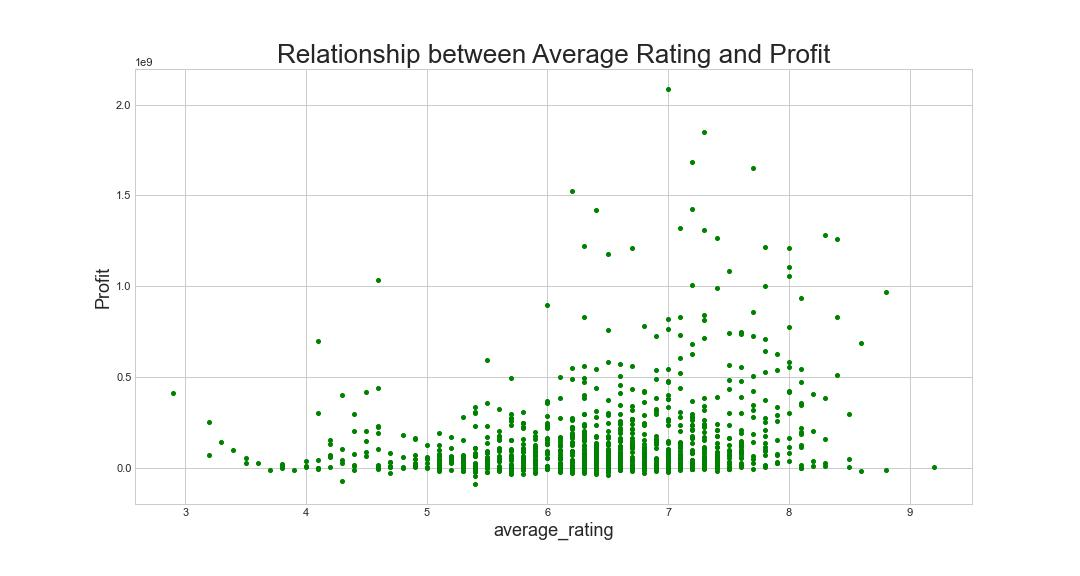 Relationship between Average Rating and Profit
1e9
2.0
1.5
1.0
0.5
0.0
Profit
3 4 5 6 7 8 9
average_rating